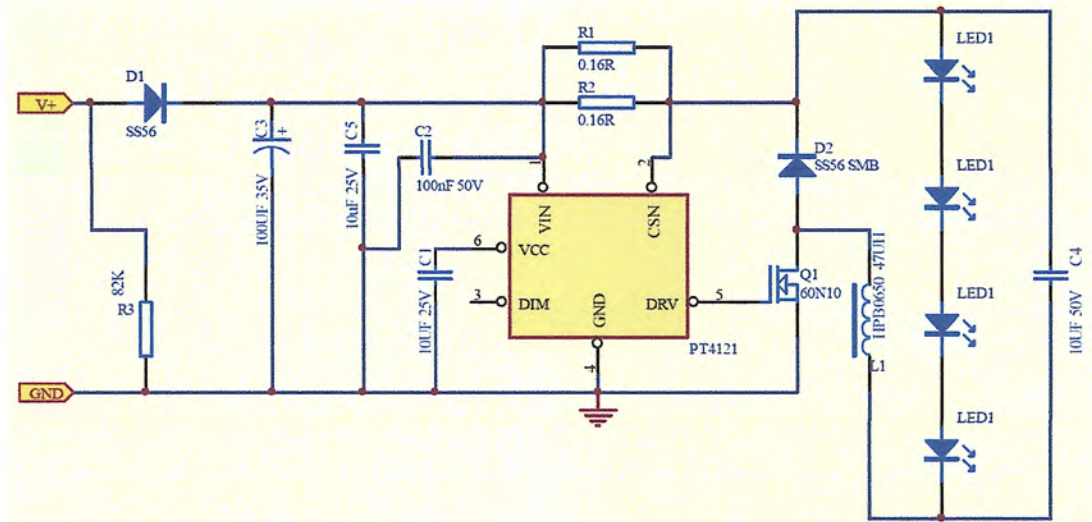 V+
D1
SS56
C3
+
100UF 35V
C5
10uF 25V
C2
100nF 50V
R1
0.16R
R2
0.16R
1
2
VIN
CSN
6
VCC
C1
10UF 25V
3
DIM
GND
DRV
5
4
PT4121
D2
SS56 SMB
Q1
60N10
HPB0650 47UH
L1
LED1
LED1
LED1
LED1
C4
10UF 50V
82K
R3
GND